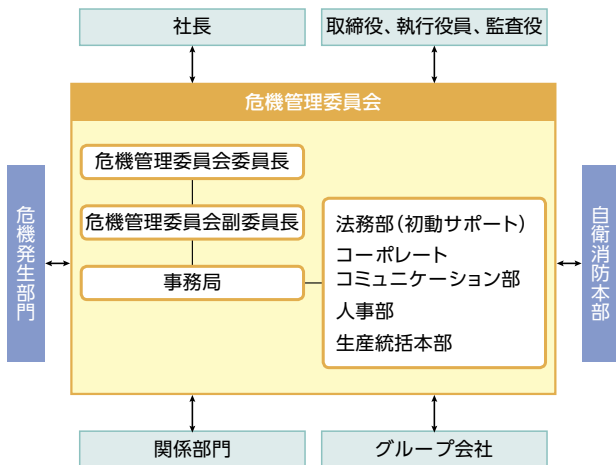 社長
取締役、執行役員、監査役
危機管理委員会
危機管理委員会委員長
危機管理委員会副委員長
事務局
法務部(初動サポート)
コーポレート
コミュニケーション部
人事部
生産統括本部
危機発生部門
自衛消防本部
関係部門
グループ会社